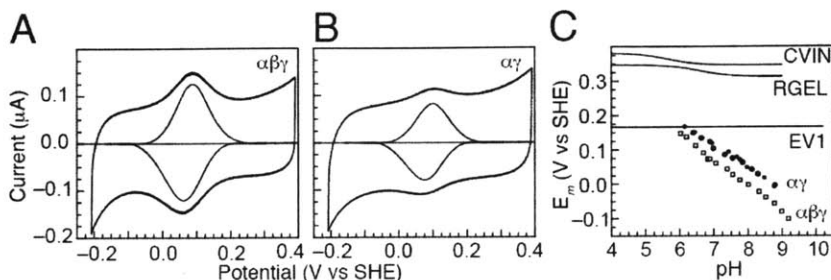 A
αβγ
Current (μA)
0.1
0.0
−0.1
−0.2
−0.2
0.0
0.2
0.4
B
αγ
−0.2
0.0
0.2
0.4
Potential (V vs SHE)
C
CVIN
RGEL
EV1
αγ
αβγ
E_m (V vs SHE)
0.3
0.2
0.1
0.0
−0.1
4
5
6
7
8
9
10
pH